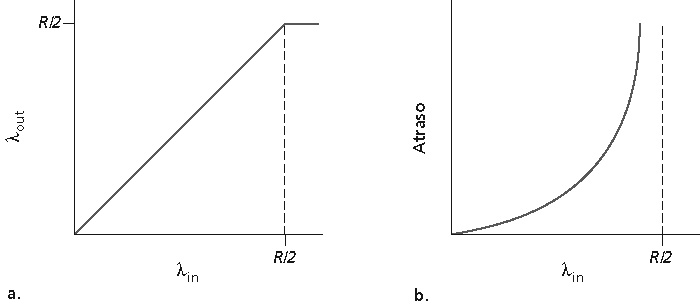 R/2
λout
R/2
λin
a.
Atraso
R/2
λin
b.